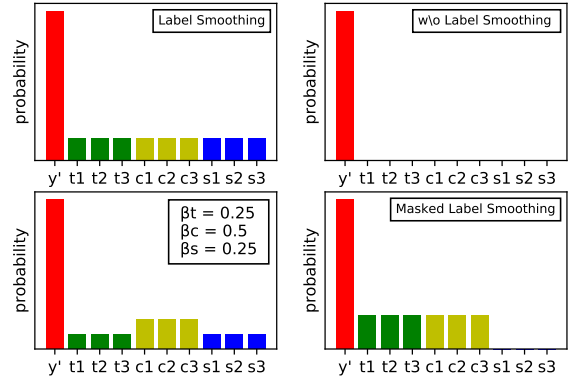 Label Smoothing
probability
y' t1 t2 t3 c1 c2 c3 s1 s2 s3
w\o Label Smoothing
probability
y' t1 t2 t3 c1 c2 c3 s1 s2 s3
βt = 0.25
βc = 0.5
βs = 0.25
probability
y' t1 t2 t3 c1 c2 c3 s1 s2 s3
Masked Label Smoothing
probability
y' t1 t2 t3 c1 c2 c3 s1 s2 s3